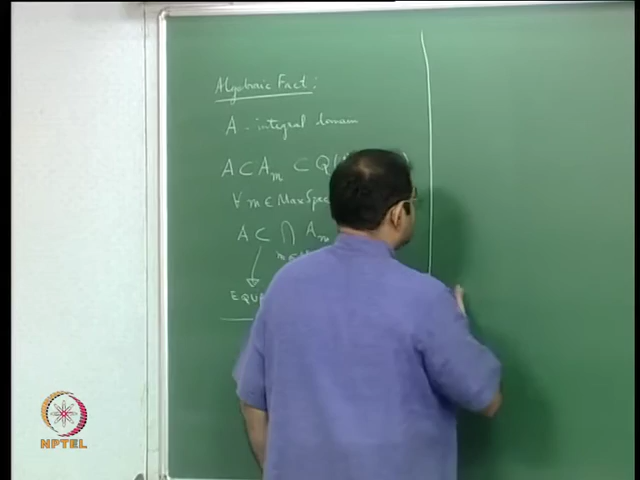 Algebraic Fact:
A - integral domain
A ⊂ A_m ⊂ Q(
∀ m ∈ MaxSpec
A ⊂ ∩ A_m
m ∈
EQU
NPTEL